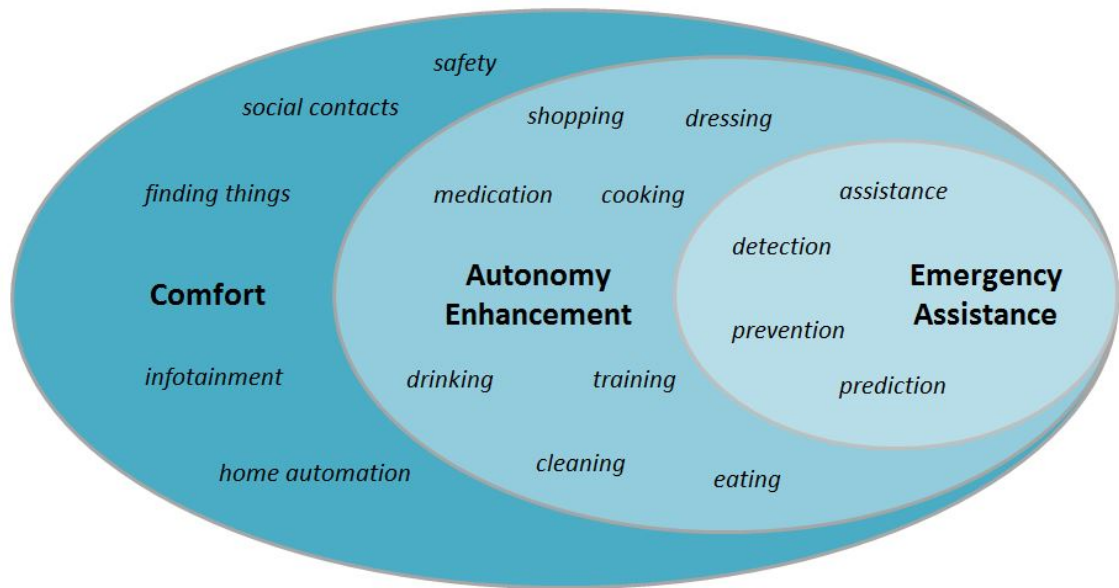 safety
social contacts
shopping
dressing
finding things
medication
cooking
assistance
detection
Comfort
Autonomy
Enhancement
Emergency
Assistance
prevention
infotainment
drinking
training
prediction
home automation
cleaning
eating